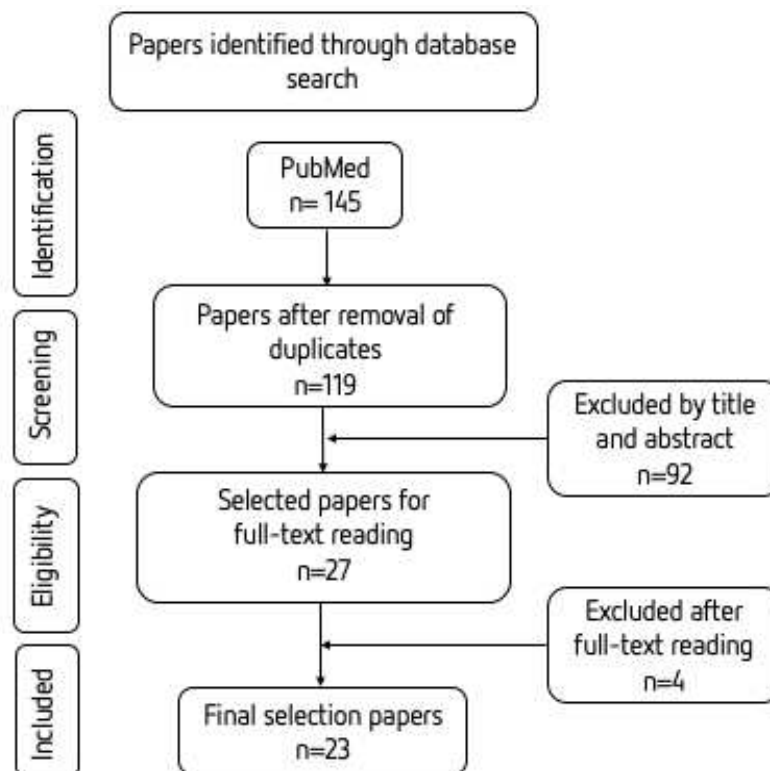 Papers identified through database
search
Identification
PubMed
n= 145
Screening
Papers after removal of
duplicates
n=119
Excluded by title
and abstract
n=92
Eligibility
Selected papers for
full-text reading
n=27
Excluded after
full-text reading
n=4
Included
Final selection papers
n=23